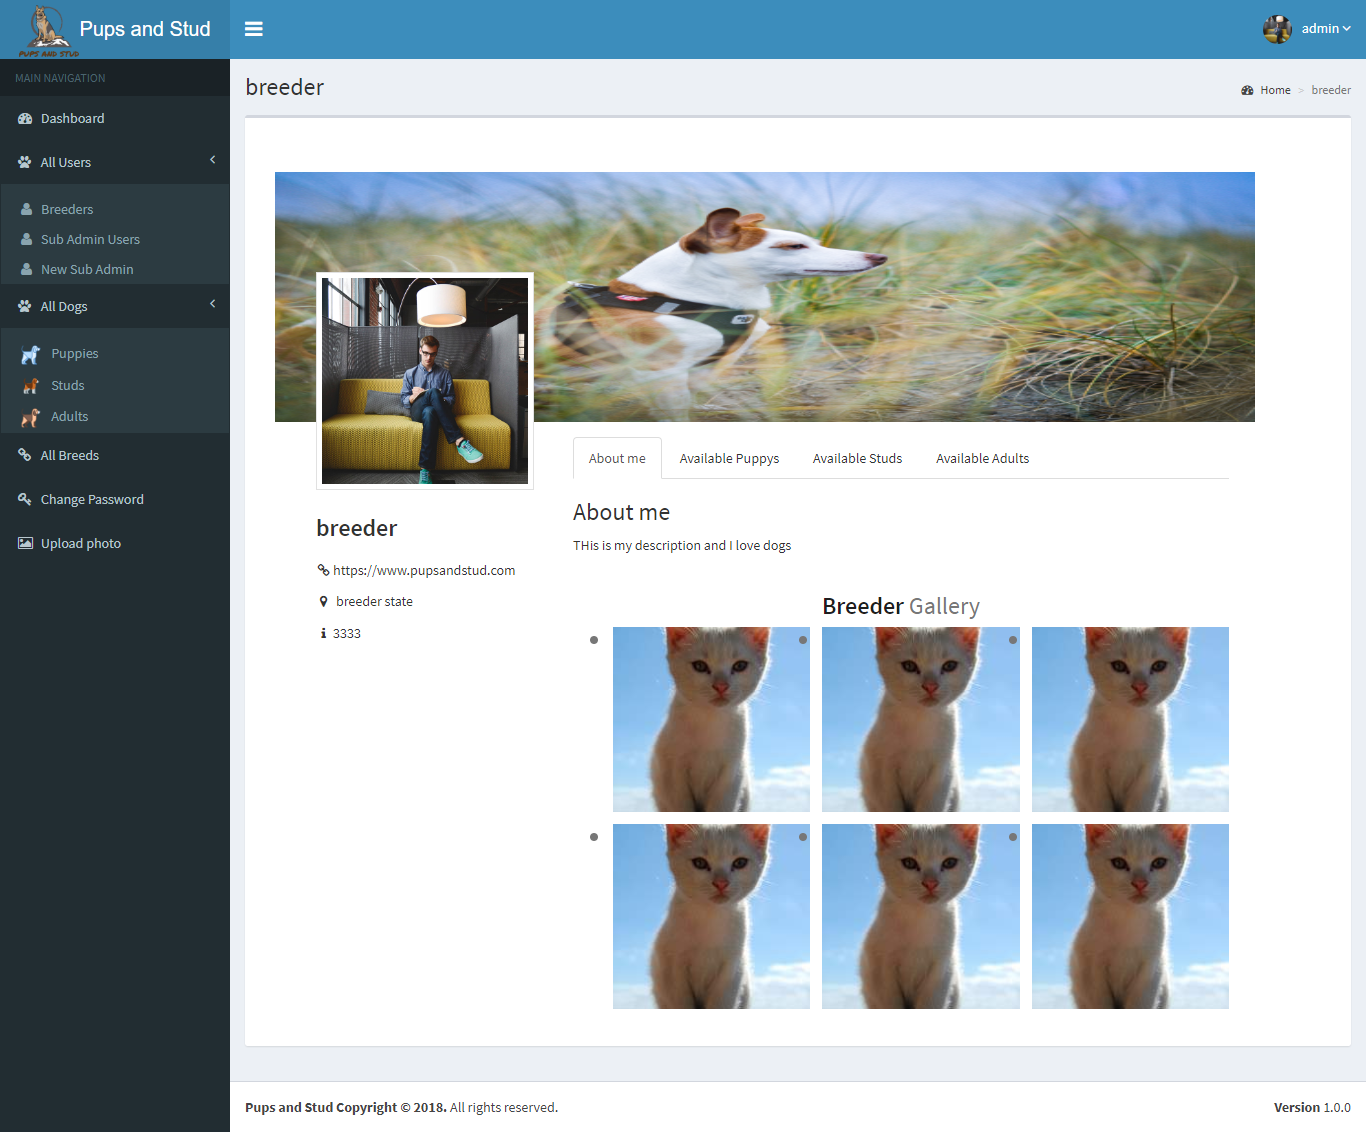 PUPS AND STUD
Pups and Stud
admin
MAIN NAVIGATION
Dashboard
All Users
Breeders
Sub Admin Users
New Sub Admin
All Dogs
Puppies
Studs
Adults
All Breeds
Change Password
Upload photo
breeder
Home > breeder
breeder
https://www.pupsandstud.com
breeder state
3333
About me Available Puppys Available Studs Available Adults
About me
THis is my description and I love dogs
Breeder Gallery
Pups and Stud Copyright © 2018. All rights reserved.
Version 1.0.0